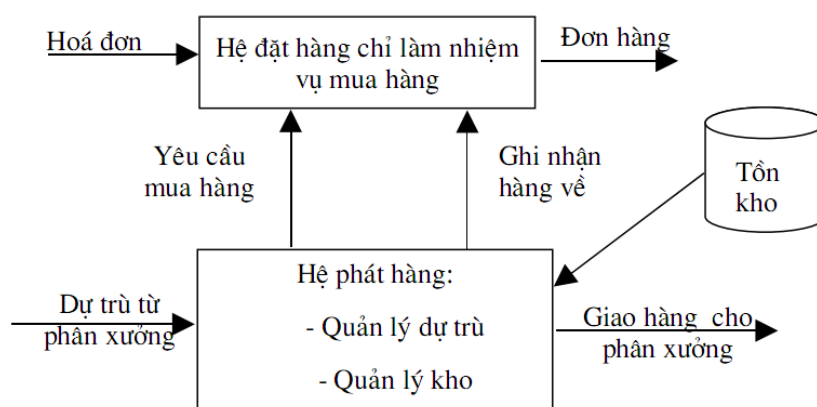 Hoá đơn
Hệ đặt hàng chỉ làm nhiệm
vụ mua hàng
Đơn hàng
Yêu cầu
mua hàng
Ghi nhận
hàng về
Tồn
kho
Hệ phát hàng:
- Quản lý dự trù
- Quản lý kho
Dự trù từ
phân xưởng
Giao hàng cho
phân xưởng